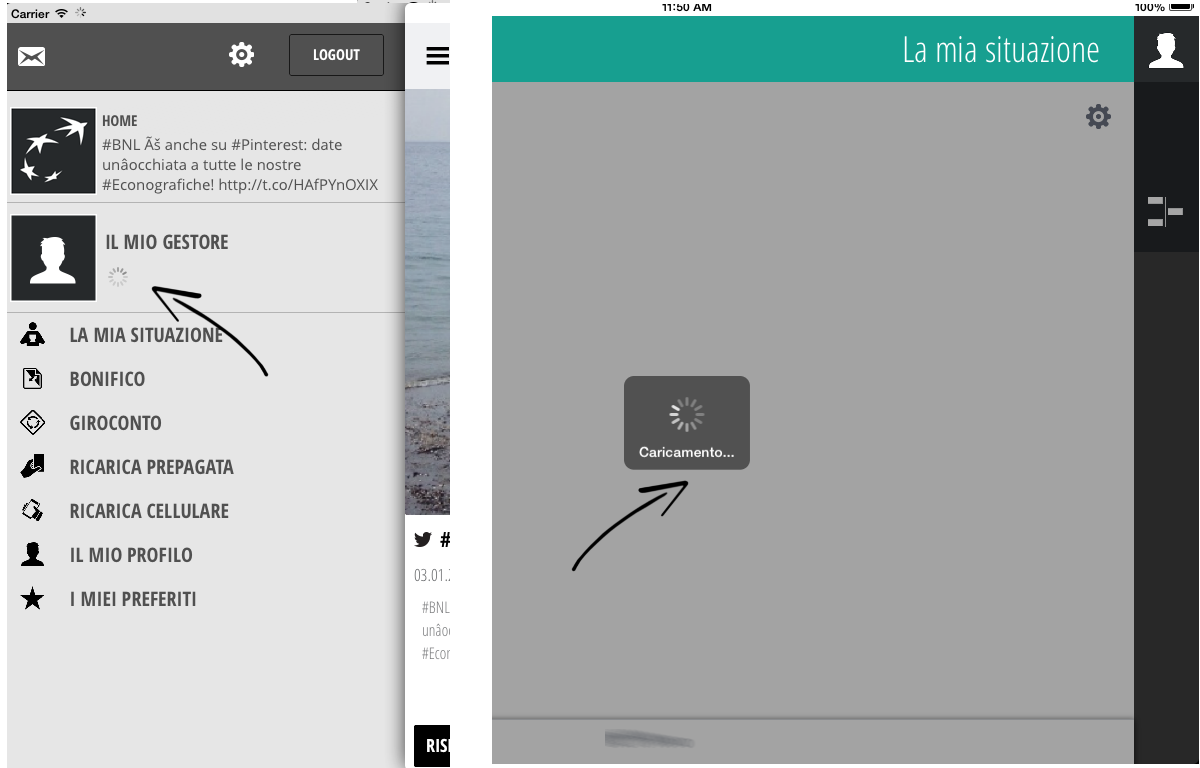 Carrier
LOGOUT
HOME
#BNL Ãš anche su #Pinterest: date
unâocchiata a tutte le nostre
#Econografiche! http://t.co/HAfPYnOXIX
IL MIO GESTORE
LA MIA SITUAZIONE
BONIFICO
GIROCONTO
RICARICA PREPAGATA
RICARICA CELLULARE
IL MIO PROFILO
I MIEI PREFERITI
#
03.01.
#BNL
unâo
#Econ
RIS
11:50 AM
100%
La mia situazione
Caricamento...